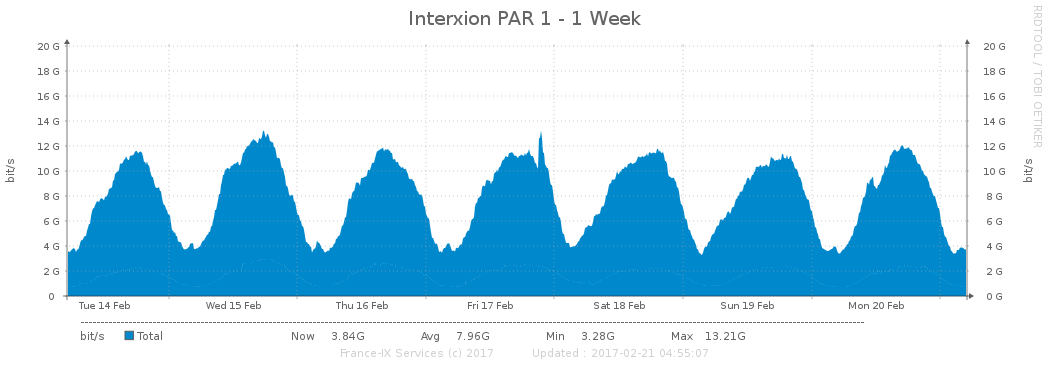 Interxion PAR 1 - 1 Week
RRDTOOL / TOBI OETIKER
20 G 20 G
18 G 18 G
16 G 16 G
14 G 14 G
12 G 12 G
10 G 10 G
8 G 8 G
6 G 6 G
4 G 4 G
2 G 2 G
0 0 G
bit/s bit/s
Tue 14 Feb Wed 15 Feb Thu 16 Feb Fri 17 Feb Sat 18 Feb Sun 19 Feb Mon 20 Feb
bit/s Total Now 3.84G Avg 7.96G Min 3.28G Max 13.21G
France-IX Services (c) 2017 Updated : 2017-02-21 04:55:07